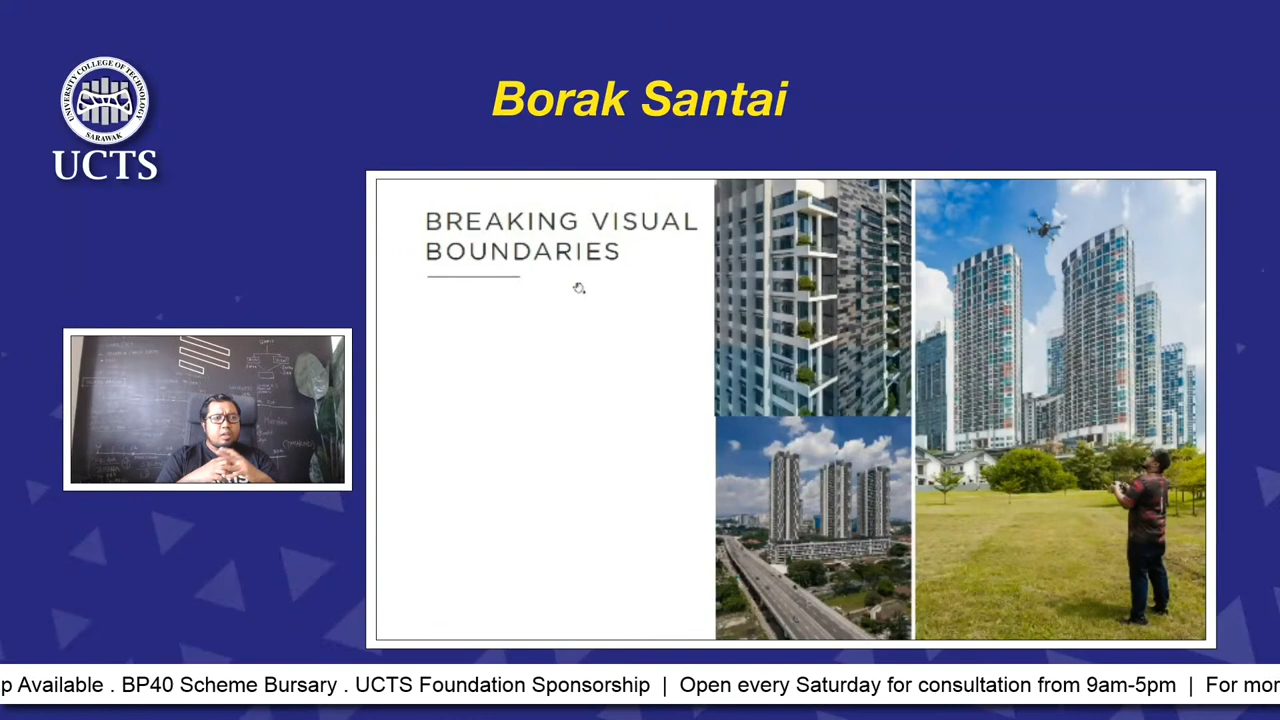 Borak Santai
UNIVERSITY COLLEGE OF TECHNOLOGY
SARAWAK
UCTS
BREAKING VISUAL
BOUNDARIES
p Available . BP40 Scheme Bursary . UCTS Foundation Sponsorship | Open every Saturday for consultation from 9am-5pm | For mor